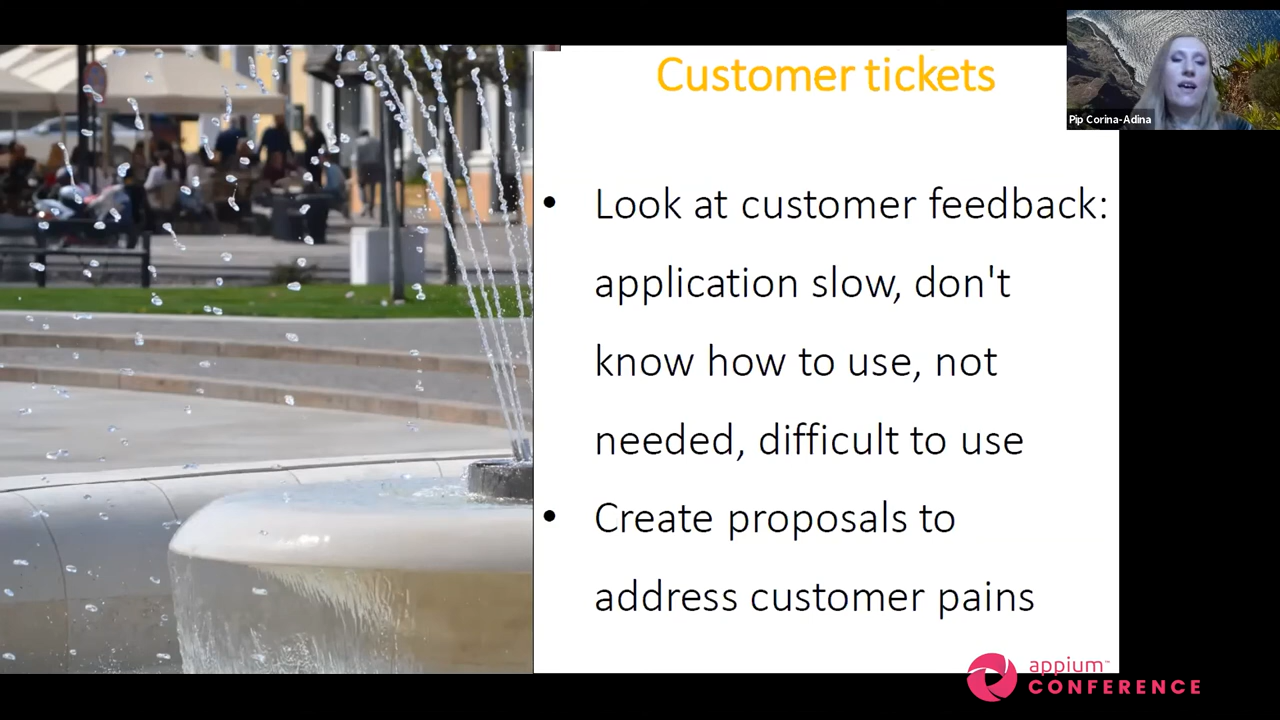 Customer tickets
Pip Corina-Adina
• Look at customer feedback:
application slow, don't
know how to use, not
needed, difficult to use
• Create proposals to
address customer pains
appium™
CONFERENCE